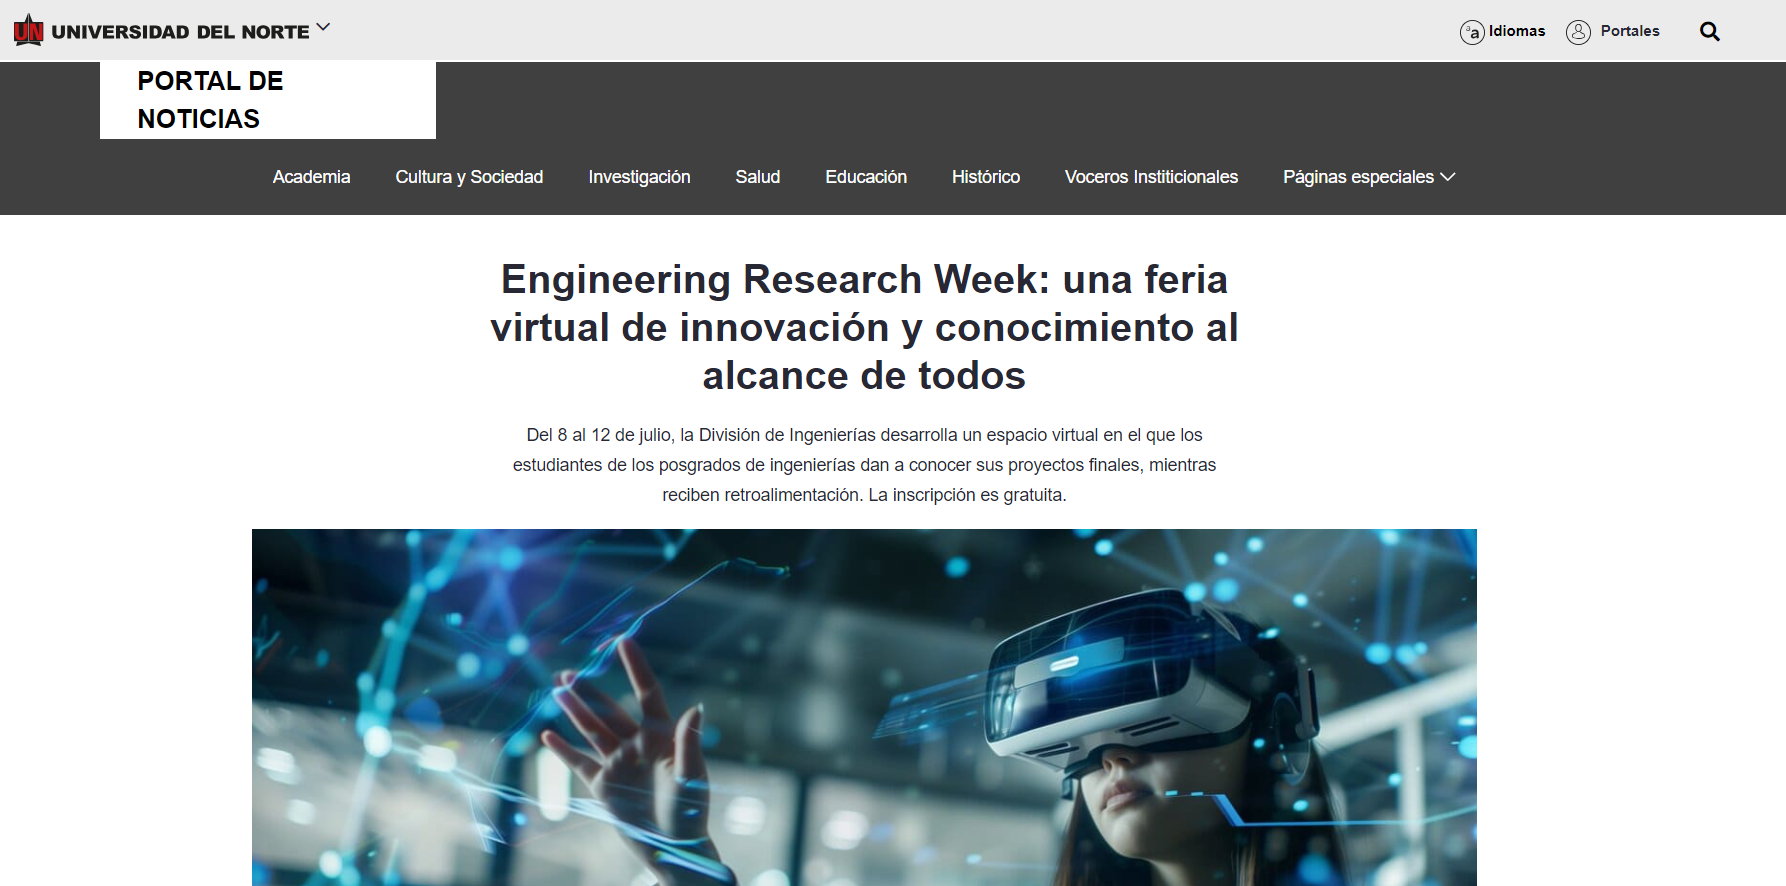 UN UNIVERSIDAD DEL NORTE
Idiomas
Portales
PORTAL DE
NOTICIAS
Academia
Cultura y Sociedad
Investigación
Salud
Educación
Histórico
Voceros Institicionales
Páginas especiales
Engineering Research Week: una feria
virtual de innovación y conocimiento al
alcance de todos
Del 8 al 12 de julio, la División de Ingenierías desarrolla un espacio virtual en el que los
estudiantes de los posgrados de ingenierías dan a conocer sus proyectos finales, mientras
reciben retroalimentación. La inscripción es gratuita.